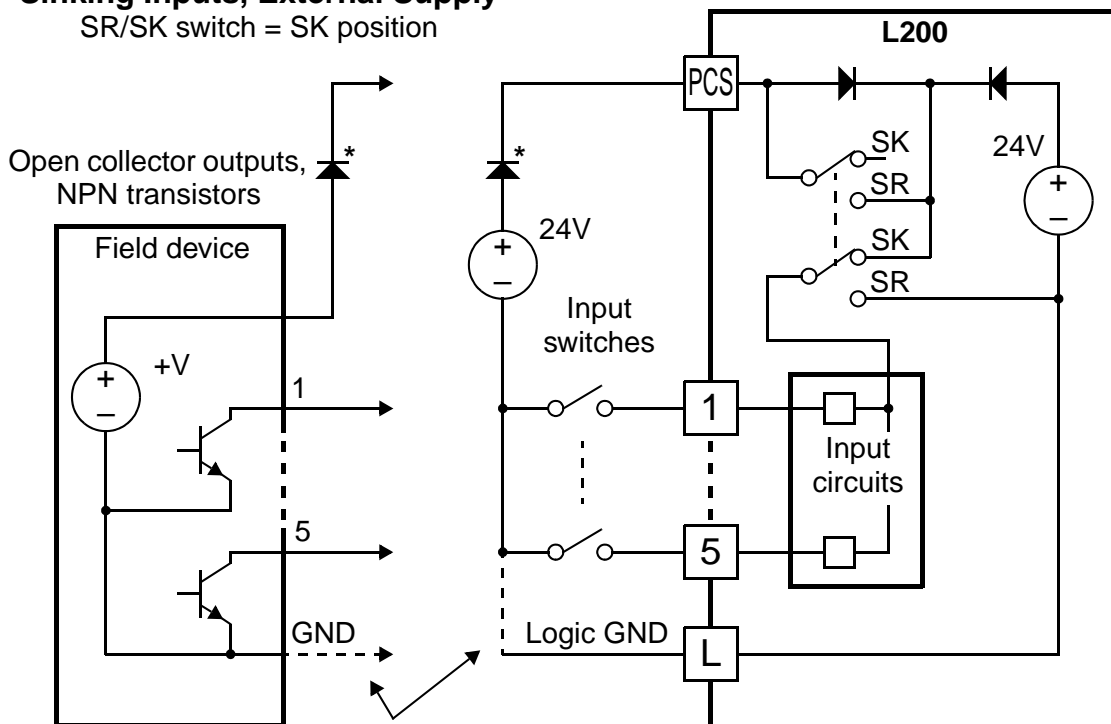 Sinking Inputs, External Supply
SR/SK switch = SK position
L200
PCS
*
*
Open collector outputs,
NPN transistors
SK
SR
24V
+
–
24V
+
–
SK
SR
Field device
Input
switches
+V
+
–
1
1
Input
circuits
5
5
GND
Logic GND
L